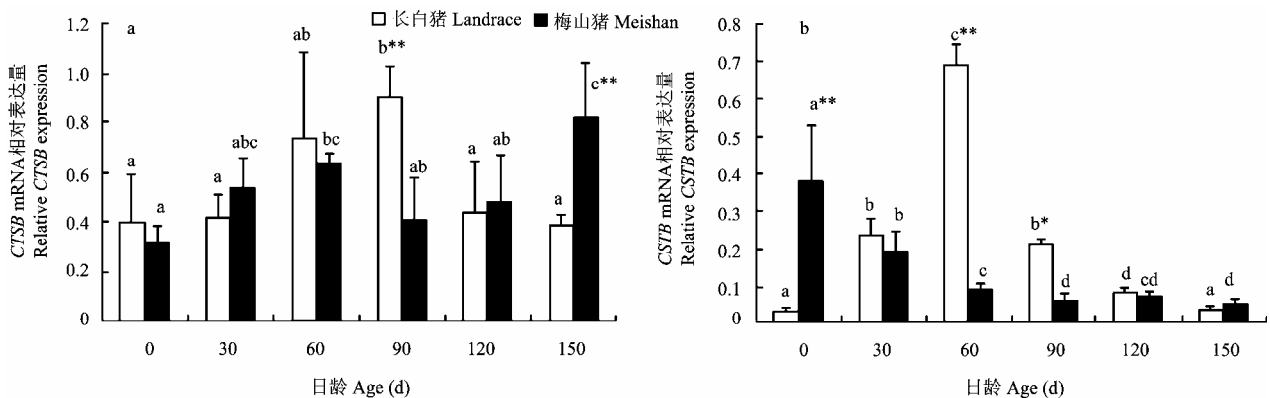 长白猪 Landrace 梅山猪 Meishan
a
CTSB mRNA相对表达量
Relative CTSB expression
1.2
1.0
0.8
0.6
0.4
0.2
0
a a
a abc
ab bc
b** ab
a ab
a c**
0 30 60 90 120 150
日龄 Age (d)
b
CSTB mRNA相对表达量
Relative CSTB expression
0.8
0.7
0.6
0.5
0.4
0.3
0.2
0.1
0
a a**
b b
c** c
b* d
d cd
a d
0 30 60 90 120 150
日龄 Age (d)